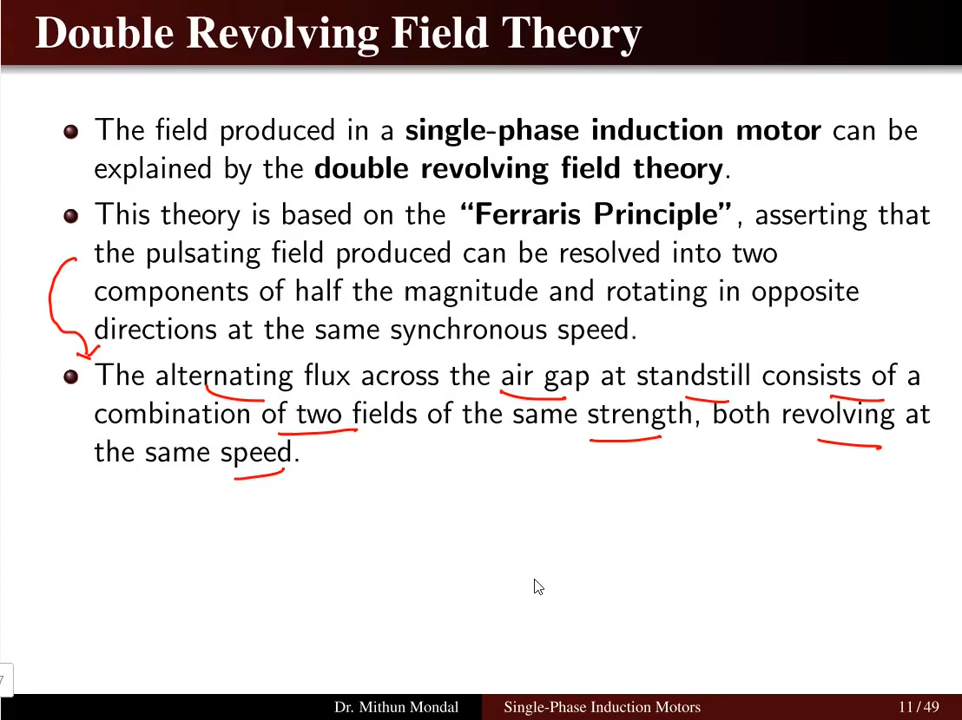 Double Revolving Field Theory
The field produced in a single-phase induction motor can be
explained by the double revolving field theory.
This theory is based on the “Ferraris Principle”, asserting that
the pulsating field produced can be resolved into two
components of half the magnitude and rotating in opposite
directions at the same synchronous speed.
The alternating flux across the air gap at standstill consists of a
combination of two fields of the same strength, both revolving at
the same speed.
7
Dr. Mithun Mondal Single-Phase Induction Motors 11 / 49